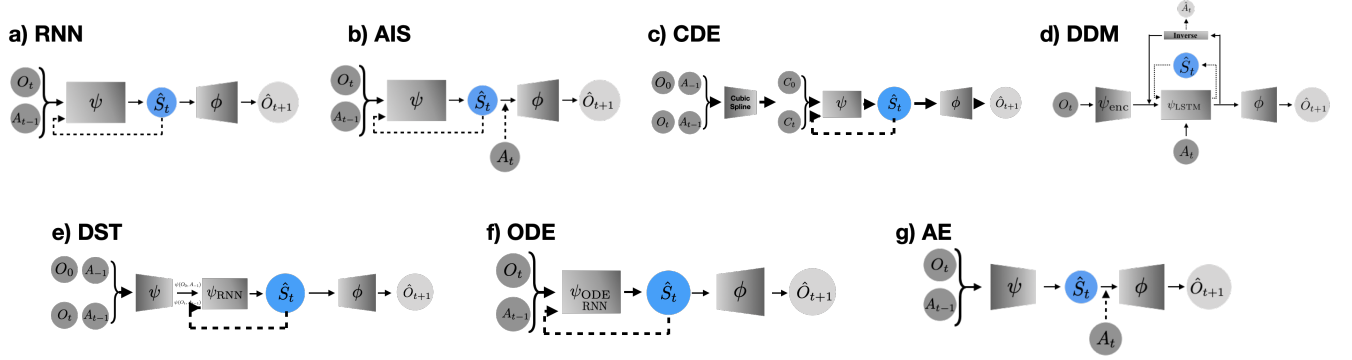 a) RNN
O_t
A_{t-1}
ψ
Ŝ_t
ϕ
Ô_{t+1}
b) AIS
O_t
A_{t-1}
ψ
Ŝ_t
ϕ
Ô_{t+1}
A_t
c) CDE
O_0 A_{-1}
O_t A_{t-1}
Cubic
Spline
C_0
C_t
ψ
Ŝ_t
ϕ
Ô_{t+1}
d) DDM
Â_t
Inverse
Ŝ_t
O_t
ψ_enc
ψ_LSTM
ϕ
Ô_{t+1}
A_t
e) DST
O_0 A_{-1}
O_t A_{t-1}
ψ
ψ(O_0, A_{-1})
ψ_RNN
Ŝ_t
ϕ
Ô_{t+1}
f) ODE
O_t
A_{t-1}
ψ_ODE
RNN
Ŝ_t
ϕ
Ô_{t+1}
g) AE
O_t
A_{t-1}
ψ
Ŝ_t
ϕ
Ô_{t+1}
A_t